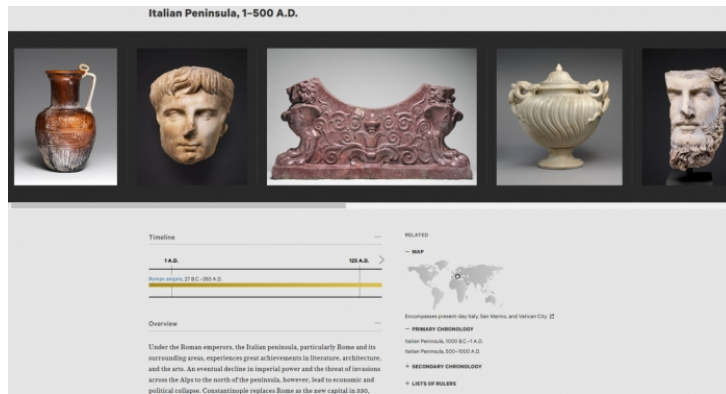 Italian Peninsula, 1–500 A.D.
Timeline
1 A.D.
125 A.D.
Roman empire, 27 B.C.–393 A.D.
Overview
Under the Roman emperors, the Italian peninsula, particularly Rome and its
surrounding areas, experiences great achievements in literature, architecture,
and the arts. An eventual decline in imperial power and the threat of invasions
across the Alps to the north of the peninsula, however, lead to economic and
political collapse. Constantinople replaces Rome as the new capital in 330,
RELATED
— MAP
Encompasses present-day Italy, San Marino, and Vatican City
— PRIMARY CHRONOLOGY
Italian Peninsula, 1000 B.C.–1 A.D.
Italian Peninsula, 500–1000 A.D.
+ SECONDARY CHRONOLOGY
+ LISTS OF RULERS